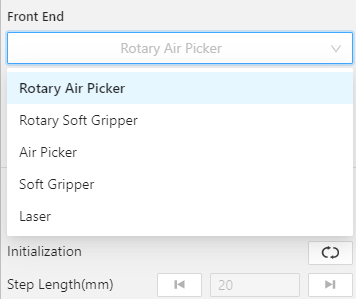 Front End
Rotary Air Picker
Rotary Air Picker
Rotary Soft Gripper
Air Picker
Soft Gripper
Laser
Initialization
Step Length(mm) 20